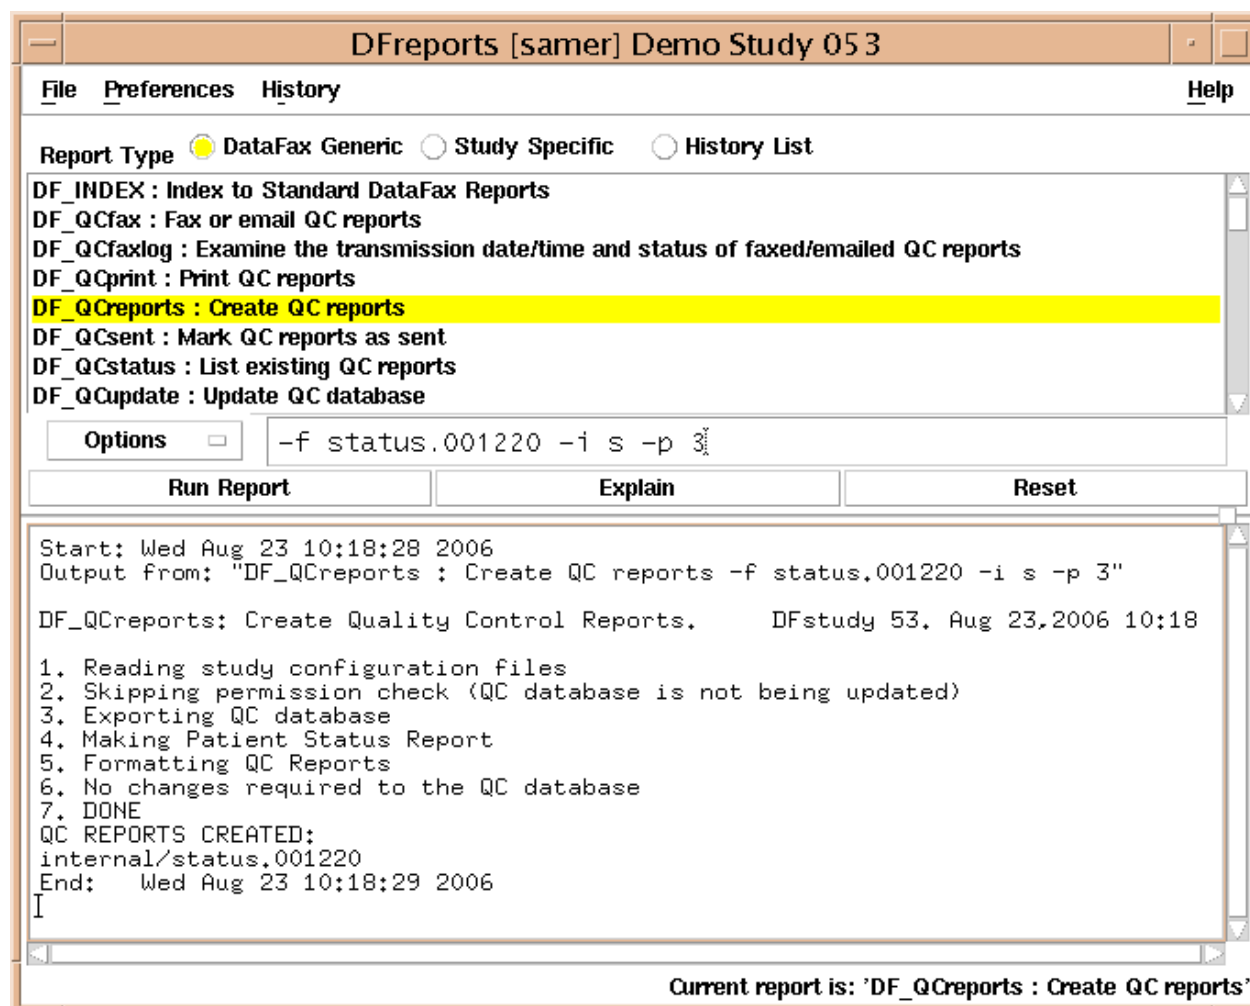 DFreports [samer] Demo Study 053
File Preferences History Help
Report Type DataFax Generic Study Specific History List
DF_INDEX : Index to Standard DataFax Reports
DF_QCfax : Fax or email QC reports
DF_QCfaxlog : Examine the transmission date/time and status of faxed/emailed QC reports
DF_QCprint : Print QC reports
DF_QCreports : Create QC reports
DF_QCsent : Mark QC reports as sent
DF_QCstatus : List existing QC reports
DF_QCupdate : Update QC database
Options -f status.001220 -i s -p 3
Run Report Explain Reset
Start: Wed Aug 23 10:18:28 2006
Output from: "DF_QCreports : Create QC reports -f status.001220 -i s -p 3"
DF_QCreports: Create Quality Control Reports. DFstudy 53. Aug 23,2006 10:18
1. Reading study configuration files
2. Skipping permission check (QC database is not being updated)
3. Exporting QC database
4. Making Patient Status Report
5. Formatting QC Reports
6. No changes required to the QC database
7. DONE
QC REPORTS CREATED:
internal/status.001220
End: Wed Aug 23 10:18:29 2006
Current report is: 'DF_QCreports : Create QC reports'